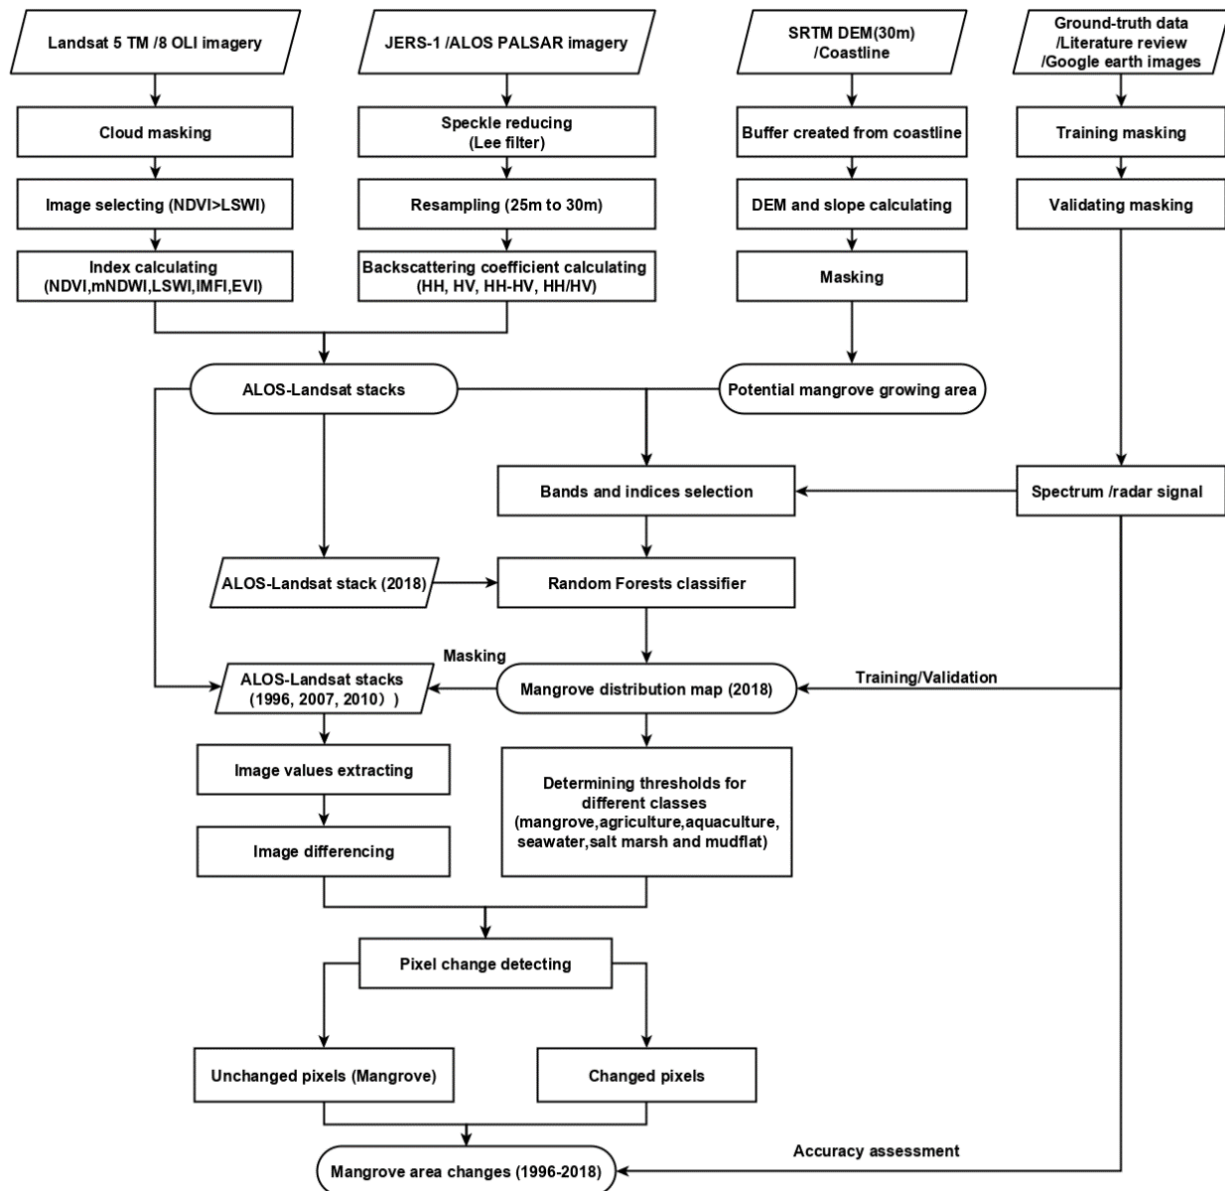 Landsat 5 TM /8 OLI imagery
JERS-1 /ALOS PALSAR imagery
SRTM DEM(30m)
/Coastline
Ground-truth data
/Literature review
/Google earth images
Cloud masking
Speckle reducing
(Lee filter)
Buffer created from coastline
Training masking
Image selecting (NDVI>LSWI)
Resampling (25m to 30m)
DEM and slope calculating
Validating masking
Index calculating
(NDVI,mNDWI,LSWI,IMFI,EVI)
Backscattering coefficient calculating
(HH, HV, HH-HV, HH/HV)
Masking
ALOS-Landsat stacks
Potential mangrove growing area
Bands and indices selection
Spectrum /radar signal
ALOS-Landsat stack (2018)
Random Forests classifier
Masking
ALOS-Landsat stacks
(1996, 2007, 2010））
Mangrove distribution map (2018)
Training/Validation
Image values extracting
Determining thresholds for
different classes
(mangrove,agriculture,aquaculture,
seawater,salt marsh and mudflat)
Image differencing
Pixel change detecting
Unchanged pixels (Mangrove)
Changed pixels
Accuracy assessment
Mangrove area changes (1996-2018)